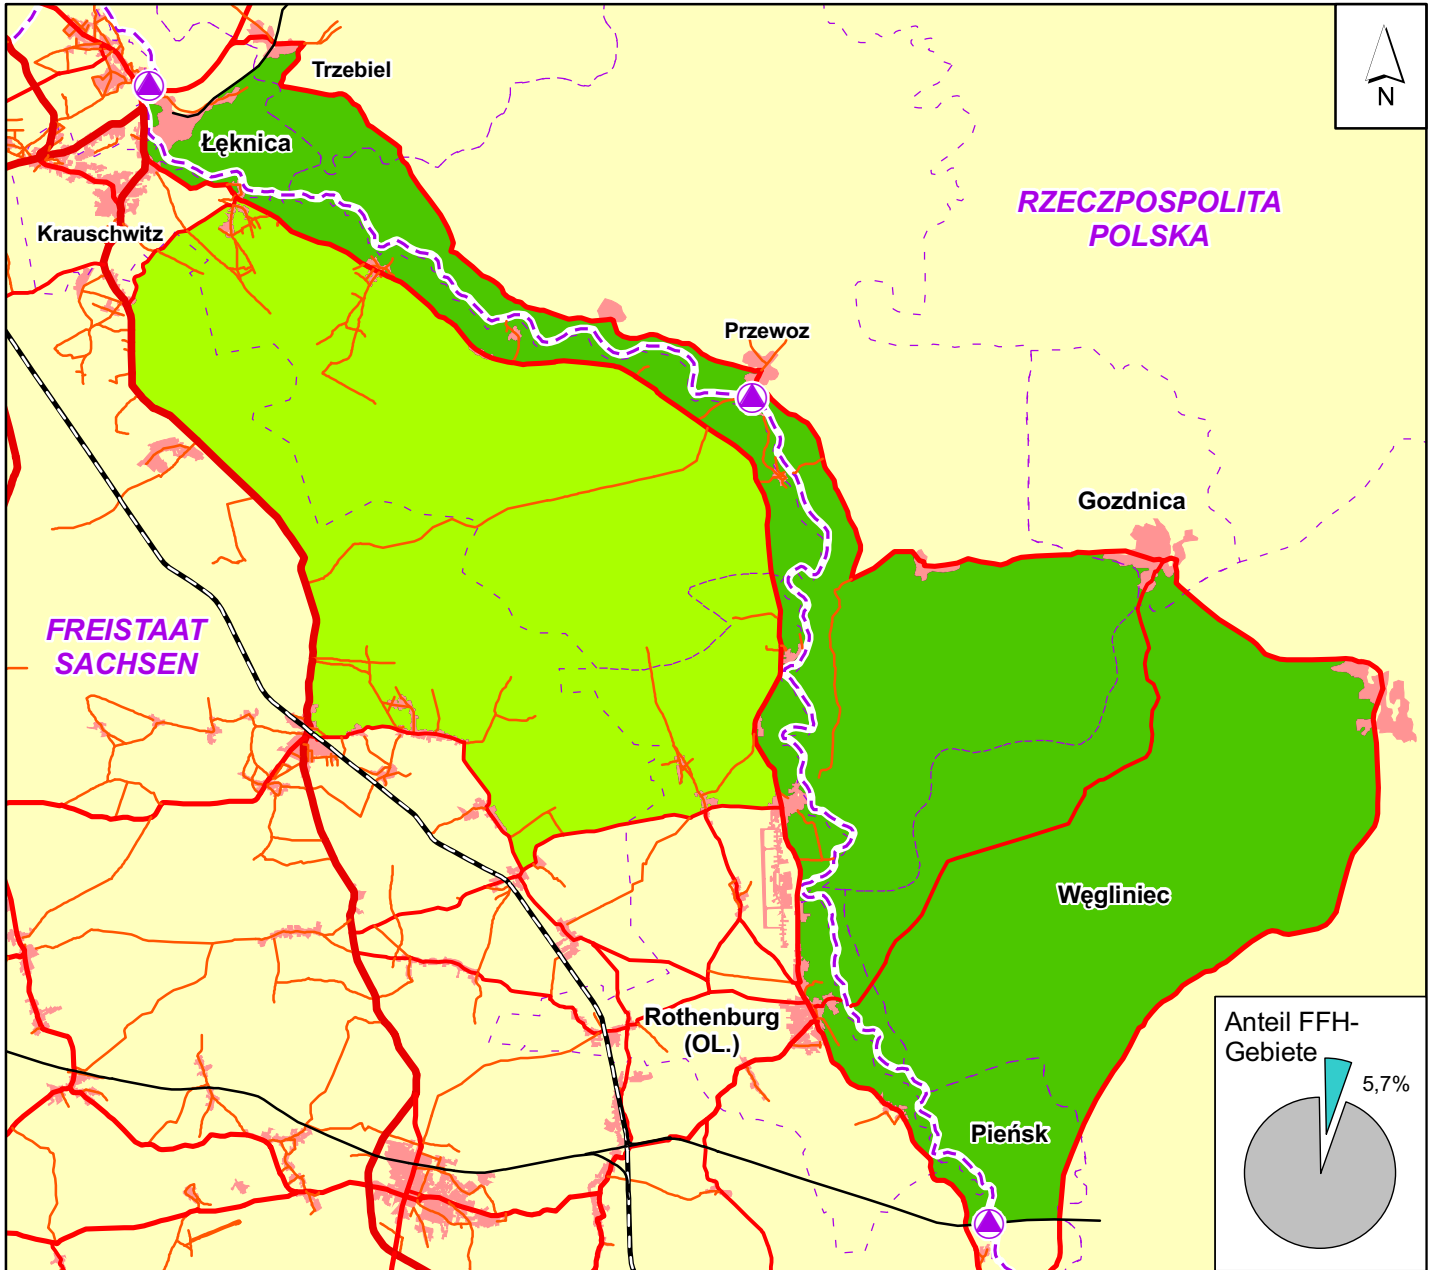 N
Trzebiel
Łęknica
RZECZPOSPOLITA
POLSKA
Krauschwitz
Przewoz
Gozdnica
FREISTAAT
SACHSEN
Węgliniec
Rothenburg
(OL.)
Pieńsk
Anteil FFH-
Gebiete
5,7%